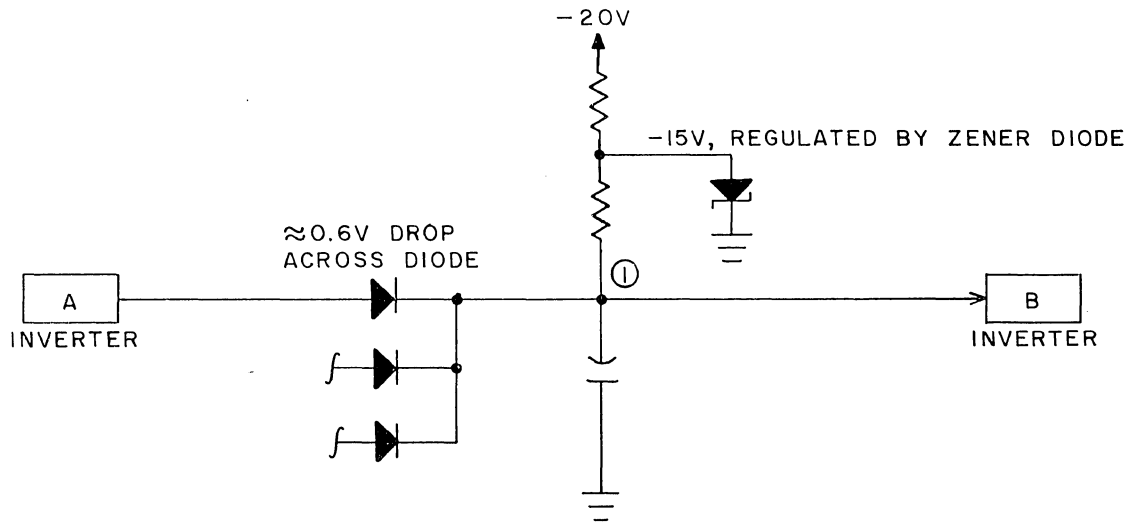 -20V
-15V, REGULATED BY ZENER DIODE
≈0.6V DROP
ACROSS DIODE
1
A
INVERTER
B
INVERTER